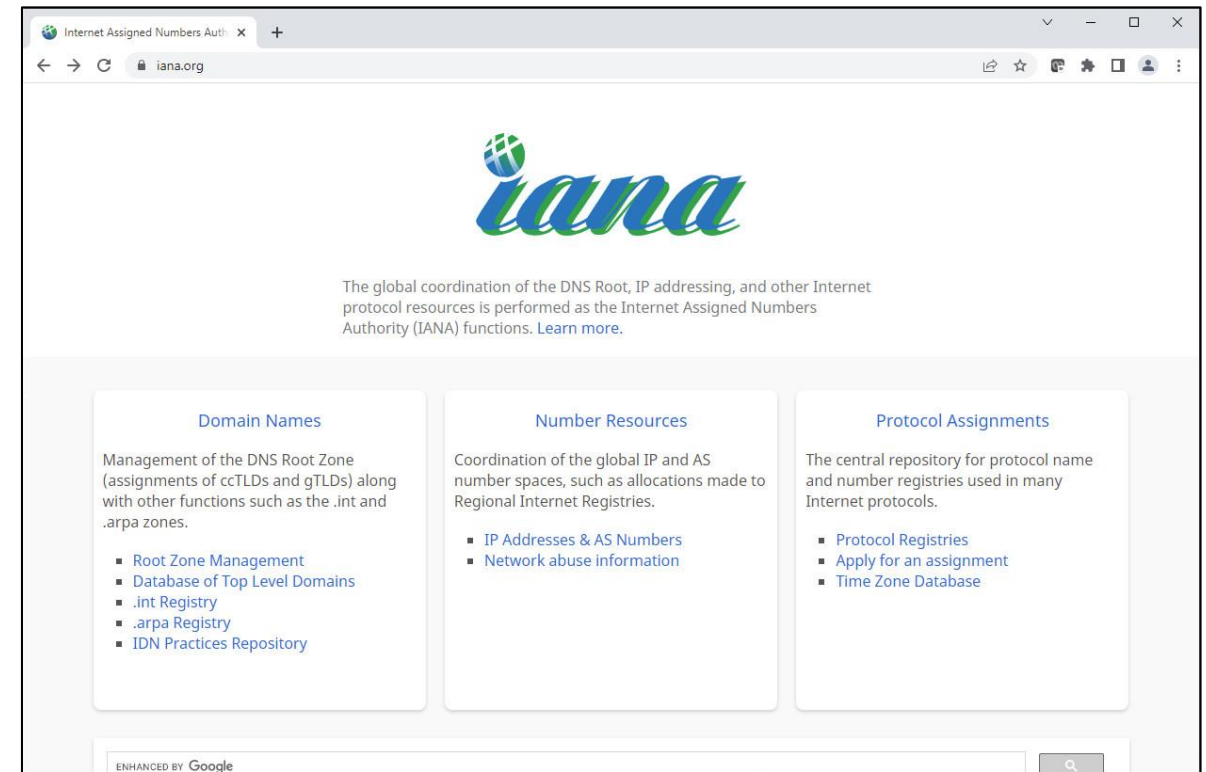 Internet Assigned Numbers Auth
iana.org
iana
The global coordination of the DNS Root, IP addressing, and other Internet
protocol resources is performed as the Internet Assigned Numbers
Authority (IANA) functions. Learn more.
Domain Names
Management of the DNS Root Zone
(assignments of ccTLDs and gTLDs) along
with other functions such as the .int and
.arpa zones.
Root Zone Management
Database of Top Level Domains
.int Registry
.arpa Registry
IDN Practices Repository
Number Resources
Coordination of the global IP and AS
number spaces, such as allocations made to
Regional Internet Registries.
IP Addresses & AS Numbers
Network abuse information
Protocol Assignments
The central repository for protocol name
and number registries used in many
Internet protocols.
Protocol Registries
Apply for an assignment
Time Zone Database
ENHANCED BY Google